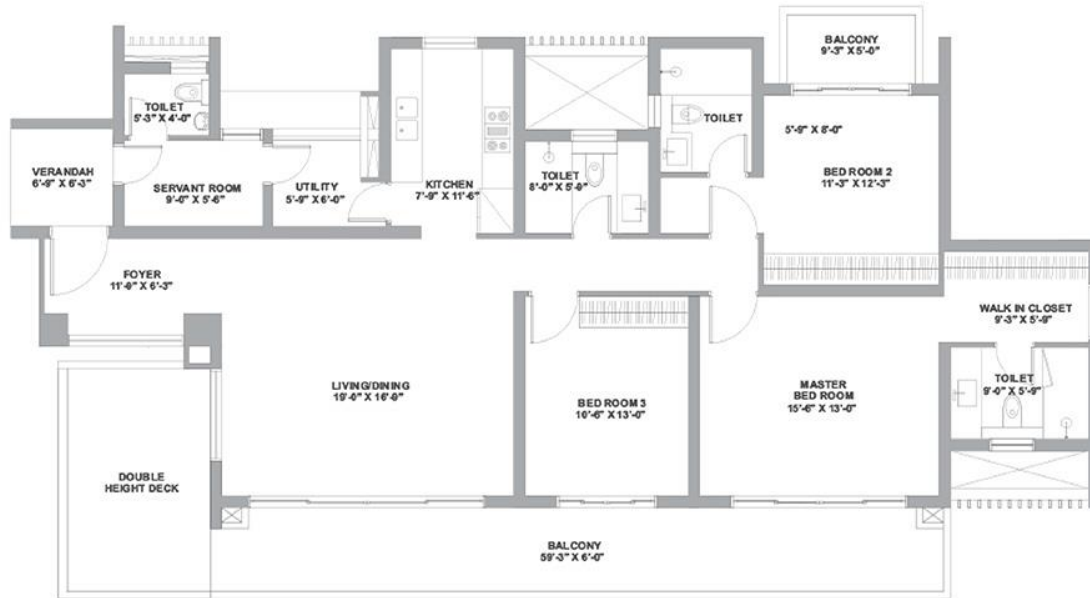 BALCONY
9'-3" X 5'-0"
TOILET
5'-3" X 4'-0"
TOILET
5'-9" X 8'-0"
VERANDAH
6'-9" X 6'-3"
SERVANT ROOM
9'-0" X 5'-6"
UTILITY
5'-9" X 6'-0"
KITCHEN
7'-9" X 11'-6"
TOILET
8'-0" X 5'-9"
BED ROOM 2
11'-3" X 12'-3"
FOYER
11'-9" X 6'-3"
WALK IN CLOSET
9'-3" X 5'-9"
LIVING/DINING
19'-0" X 16'-9"
BED ROOM 3
10'-6" X 13'-0"
MASTER
BED ROOM
15'-6" X 13'-0"
TOILET
9'-0" X 5'-9"
DOUBLE
HEIGHT DECK
BALCONY
59'-3" X 6'-0"